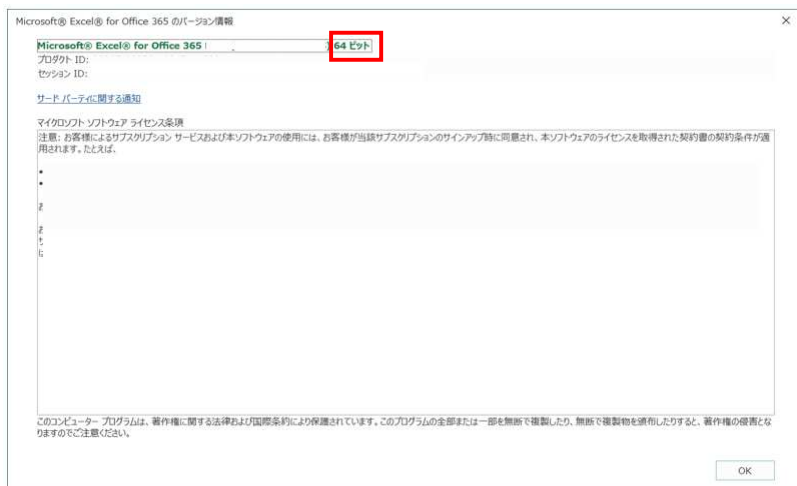 Microsoft® Excel® for Office 365 のバージョン情報
Microsoft® Excel® for Office 365 64 ビット
プロダクト ID:
セッション ID:
サード パーティに関する通知
マイクロソフト ソフトウェア ライセンス条項
注意: お客様によるサブスクリプション サービスおよび本ソフトウェアの使用には、お客様が当該サブスクリプションのサインアップ時に同意され、本ソフトウェアのライセンスを取得された契約書の契約条件が適
用されます。たとえば、
このコンピューター プログラムは、著作権に関する法律および国際条約により保護されています。このプログラムの全部または一部を無断で複製したり、無断で複製物を頒布したりすると、著作権の侵害とな
りますのでご注意ください。
OK